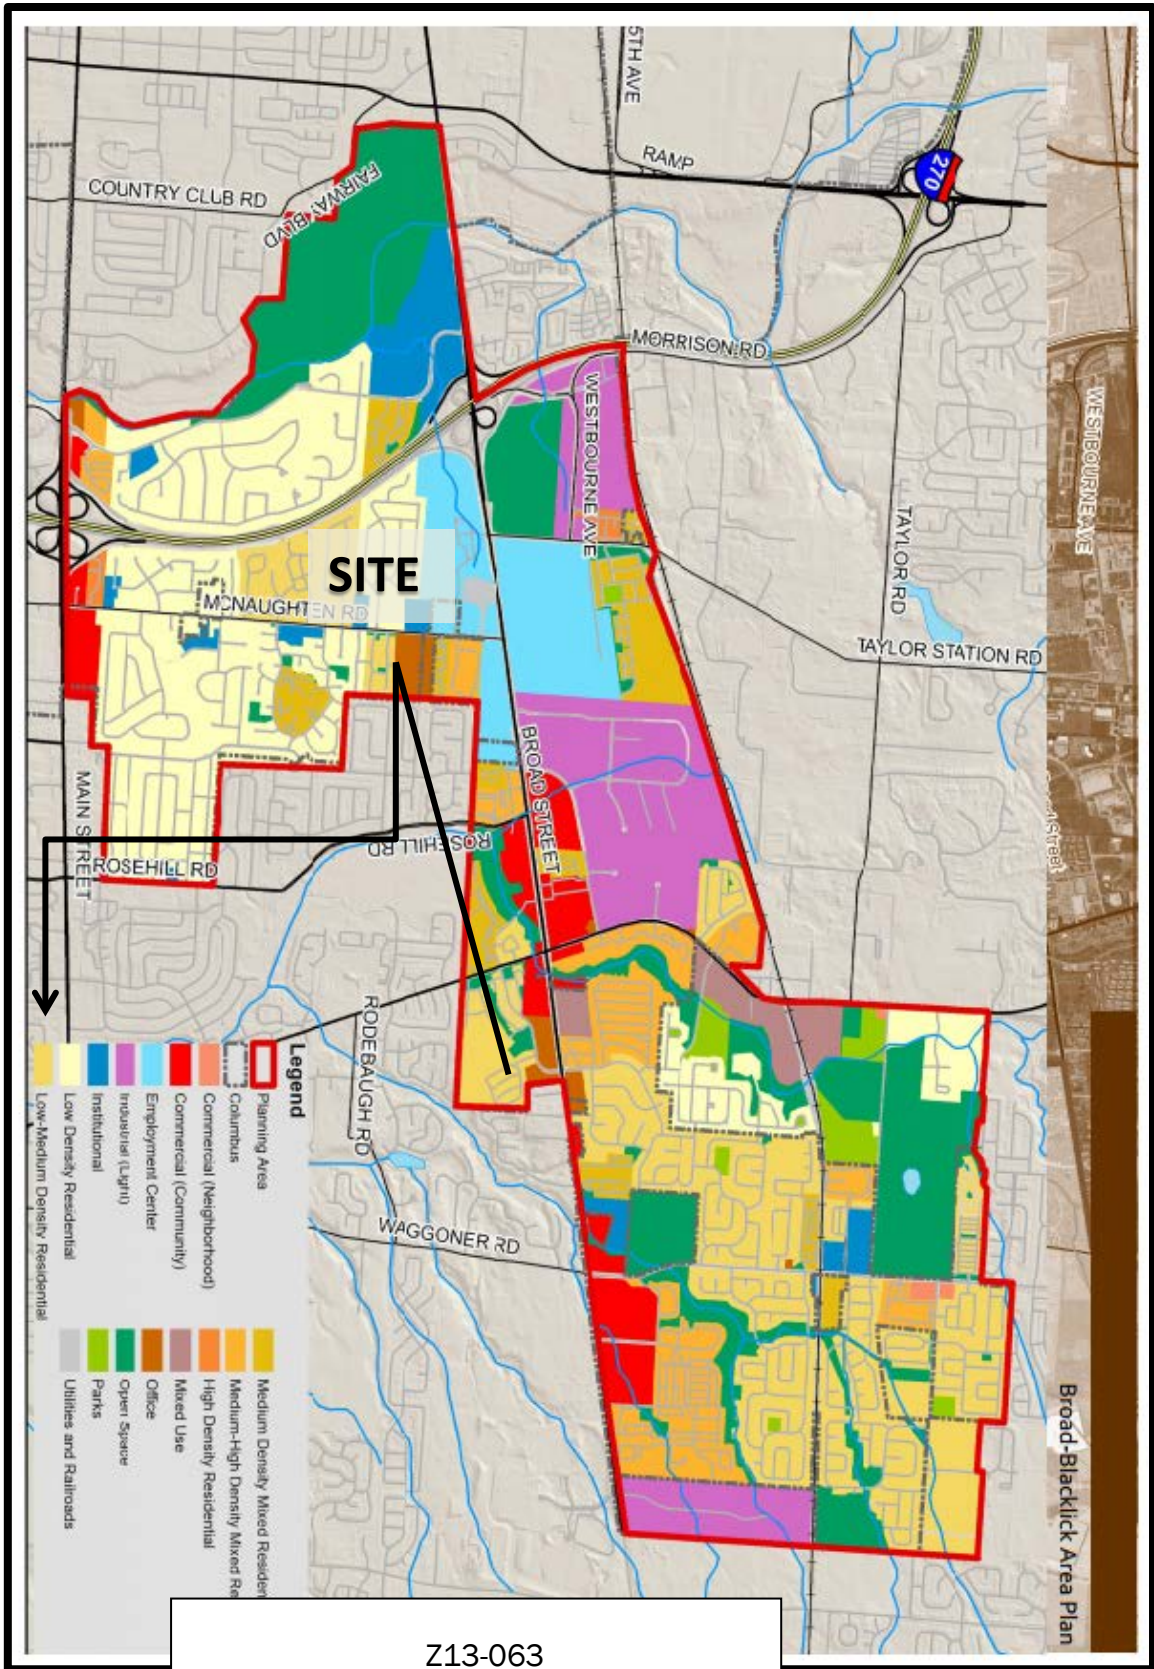 5TH AVE
RAMP
270
COUNTRY CLUB RD
FAIRWAY BLVD
MORRISON RD
WESTBOURNE AVE
WESTBOURNE AVE
TAYLOR RD
TAYLOR STATION RD
SITE
MCNAUGHTEN RD
BROAD STREET
MAIN STREET
ROSEHILL RD
ROSEHILL RD
RODEBAUGH RD
WAGGONER RD
Broad-Blacklick Area Plan
Legend
Planning Area
Columbus
Commercial (Neighborhood)
Commercial (Community)
Employment Center
Industrial (Light)
Institutional
Low Density Residential
Low-Medium Density Residential
Medium Density Mixed Residen
Medium-High Density Mixed Re
High Density Residential
Mixed Use
Office
Open Space
Parks
Utilities and Railroads
Z13-063